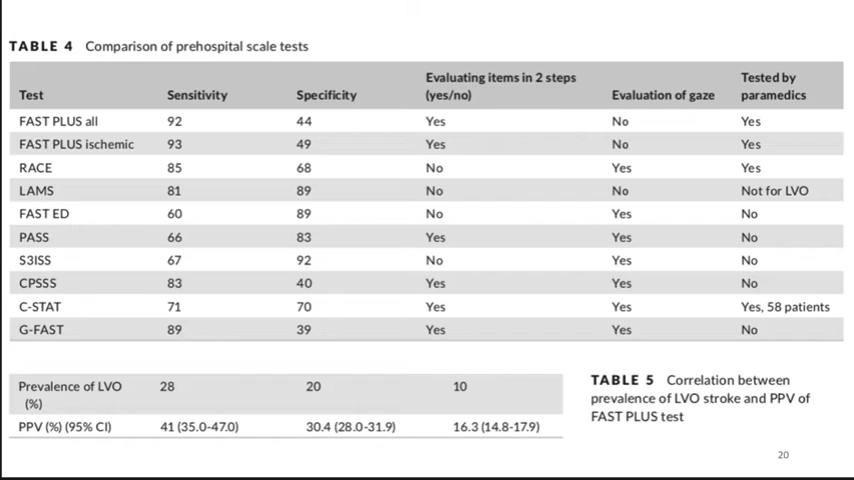 TABLE 4 Comparison of prehospital scale tests
Test Sensitivity Specificity Evaluating items in 2 steps (yes/no) Evaluation of gaze Tested by paramedics
FAST PLUS all 92 44 Yes No Yes
FAST PLUS ischemic 93 49 Yes No Yes
RACE 85 68 No Yes Yes
LAMS 81 89 No No Not for LVO
FAST ED 60 89 No Yes No
PASS 66 83 Yes Yes No
S3ISS 67 92 No Yes No
CPSSS 83 40 Yes Yes No
C-STAT 71 70 Yes Yes Yes, 58 patients
G-FAST 89 39 Yes Yes No
Prevalence of LVO (%) 28 20 10
PPV (%) (95% CI) 41 (35.0-47.0) 30.4 (28.0-31.9) 16.3 (14.8-17.9)
TABLE 5 Correlation between
prevalence of LVO stroke and PPV of
FAST PLUS test
20